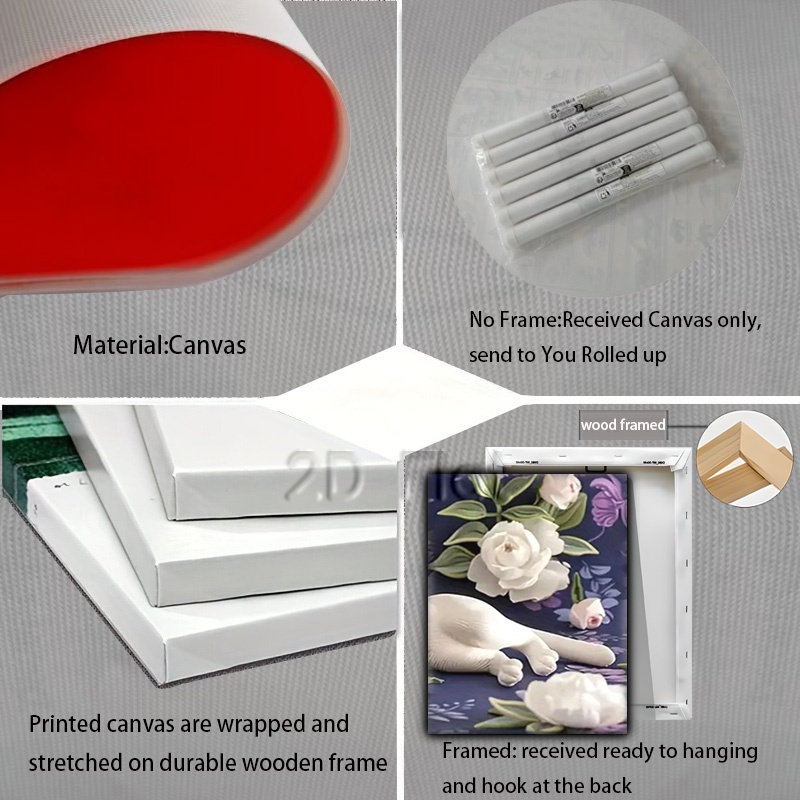 Material:Canvas
No Frame:Received Canvas only,
send to You Rolled up
2D
wood framed
Printed canvas are wrapped and
stretched on durable wooden frame
Framed: received ready to hanging
and hook at the back